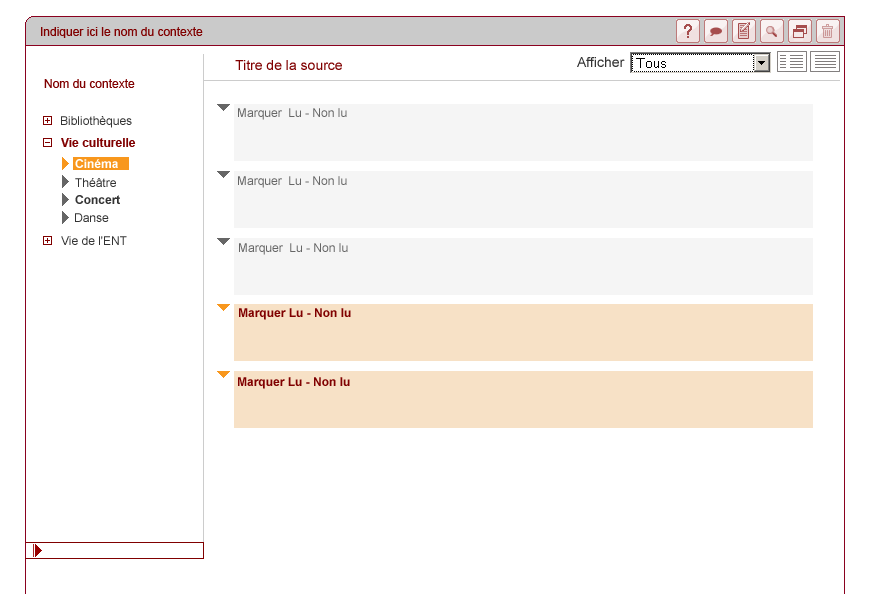 Indiquer ici le nom du contexte
?
Titre de la source
Afficher Tous
Nom du contexte
Bibliothèques
Vie culturelle
Cinéma
Théâtre
Concert
Danse
Vie de l'ENT
Marquer Lu - Non lu
Marquer Lu - Non lu
Marquer Lu - Non lu
Marquer Lu - Non lu
Marquer Lu - Non lu